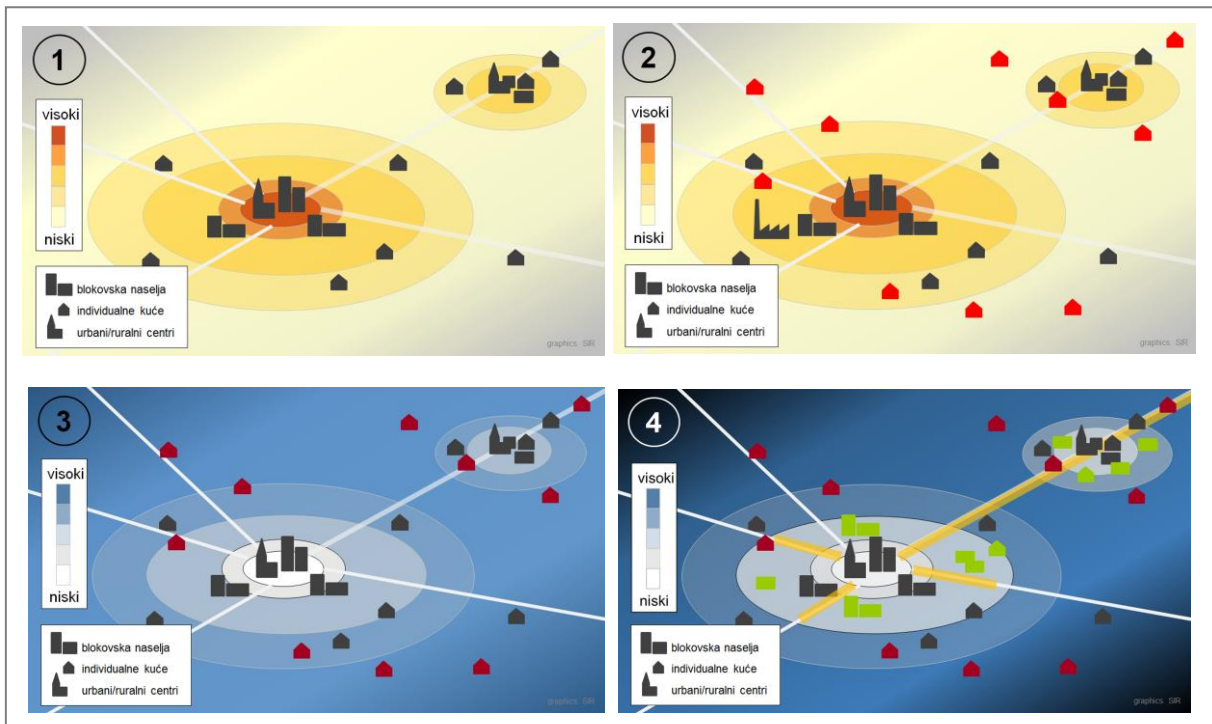 1
visoki
niski
blokovska naselja
individualne kuće
urbani/ruralni centri
graphics SIR
2
visoki
niski
blokovska naselja
individualne kuće
urbani/ruralni centri
graphics SIR
3
visoki
niski
blokovska naselja
individualne kuće
urbani/ruralni centri
graphics SIR
4
visoki
niski
blokovska naselja
individualne kuće
urbani/ruralni centri
graphics SIR